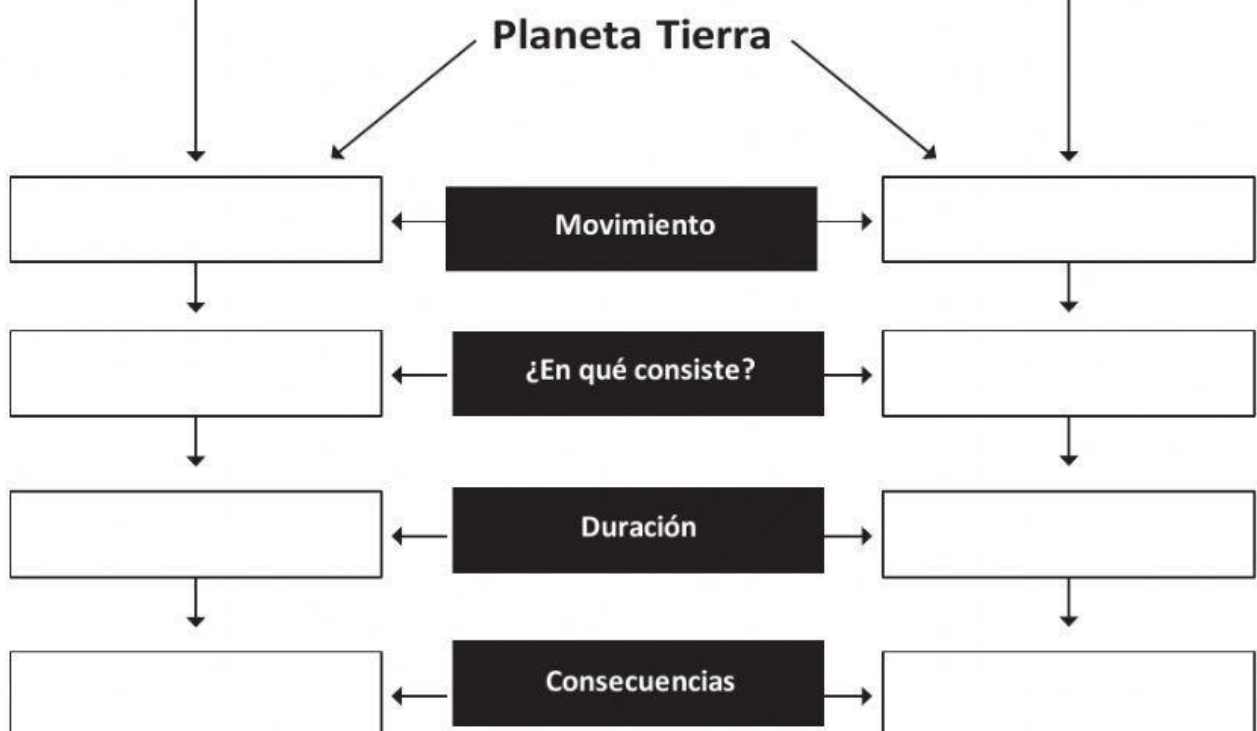 Planeta Tierra
Movimiento
¿En qué consiste?
Duración
Consecuencias